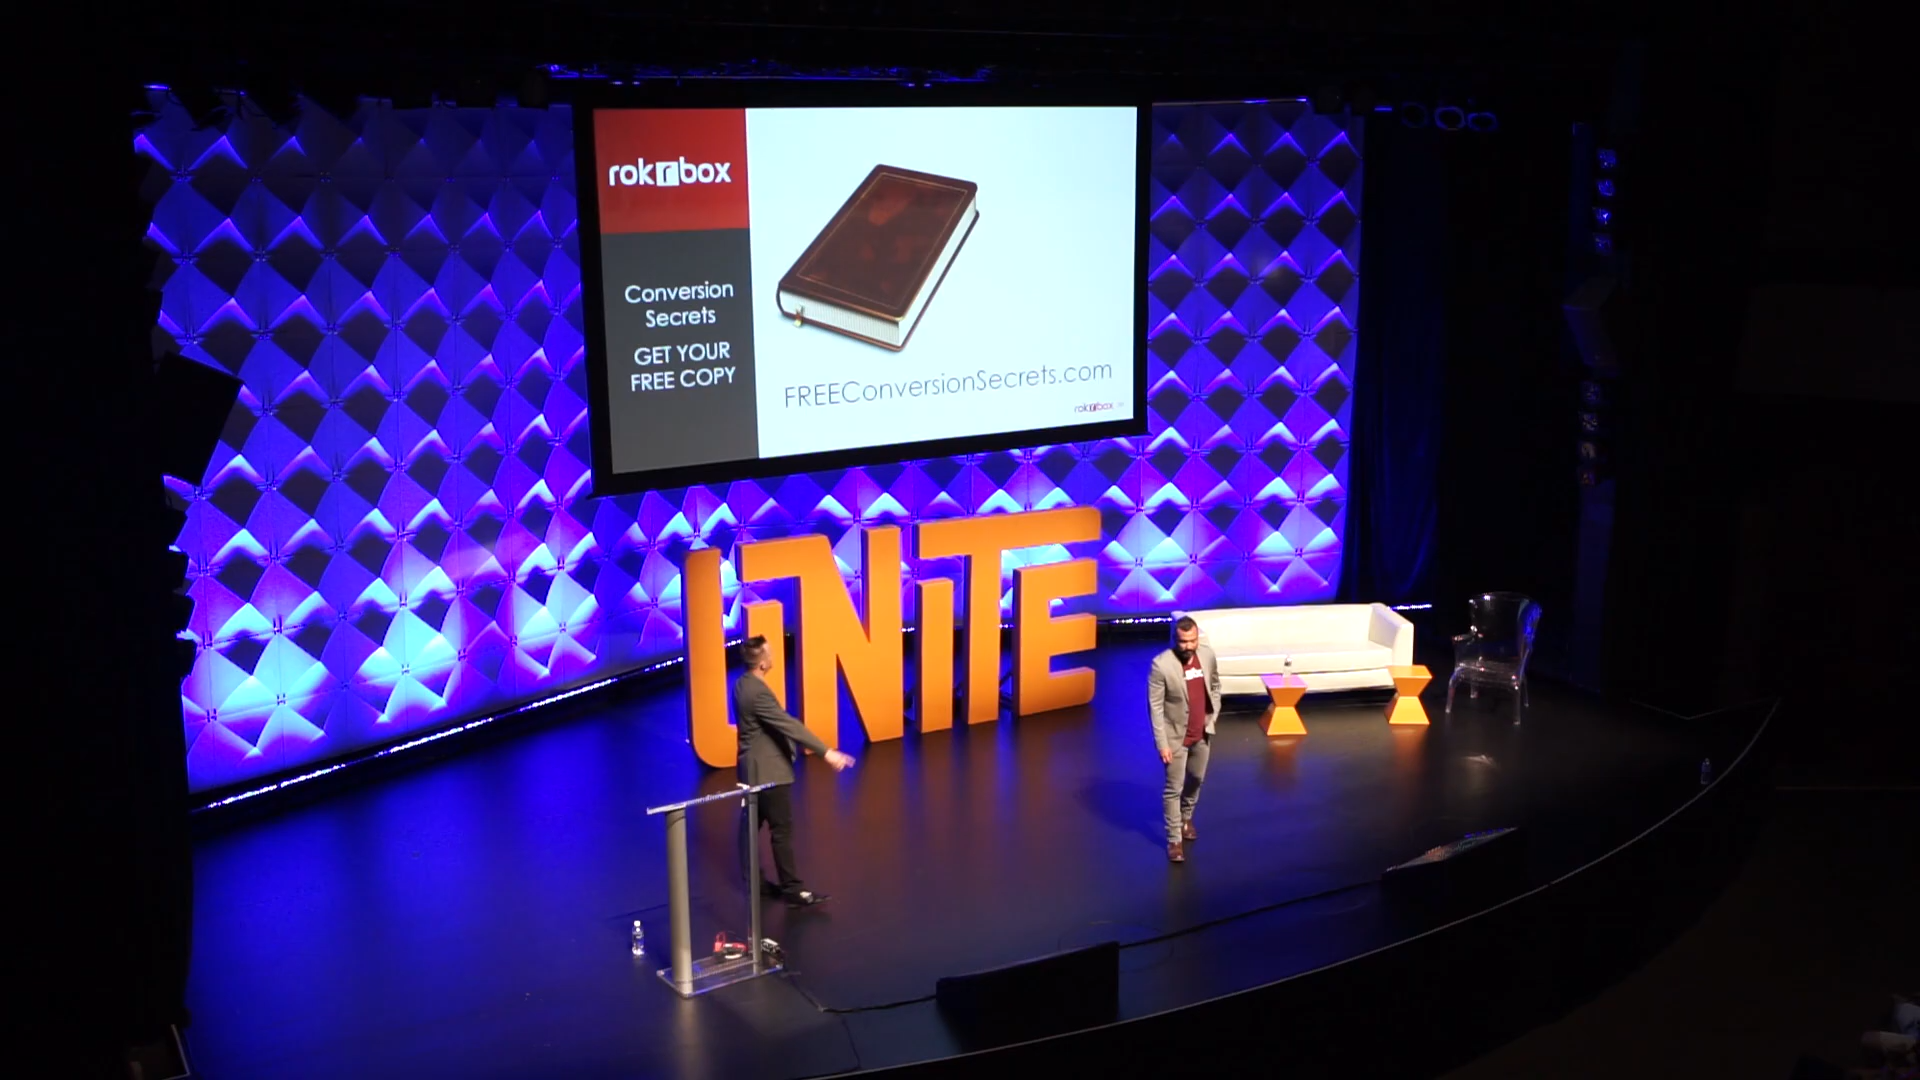 rokrbox
Conversion
Secrets
GET YOUR
FREE COPY
FREEConversionSecrets.com
rokrbox
UNiTE